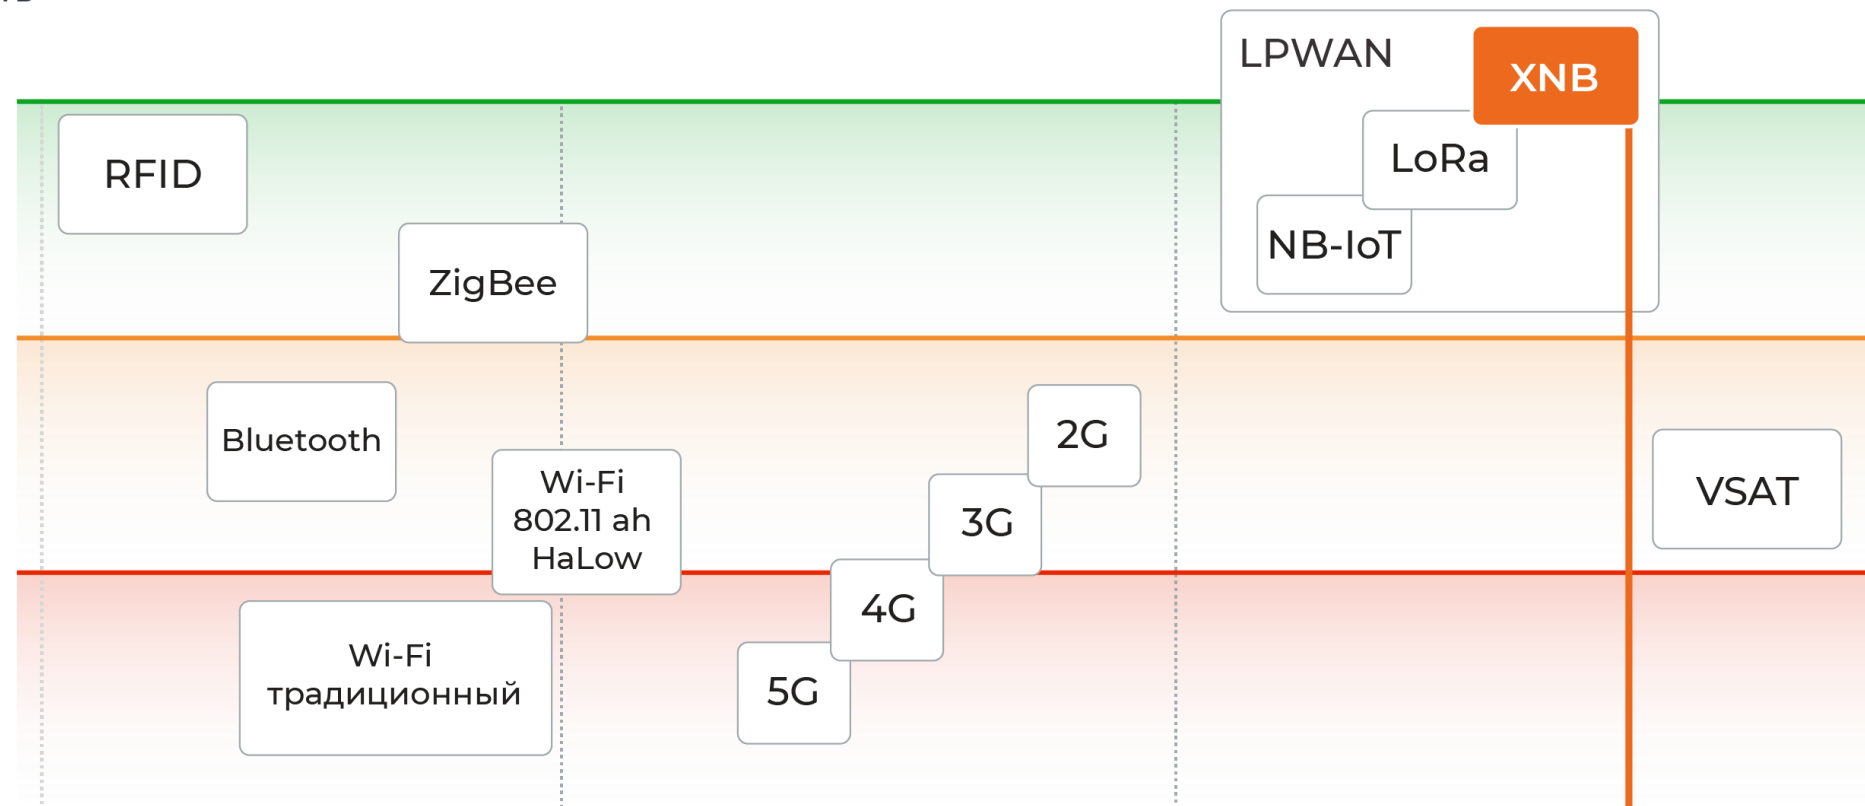 LPWAN
XNB
LoRa
NB-IoT
RFID
ZigBee
Bluetooth
Wi-Fi
802.11 ah
HaLow
2G
3G
4G
5G
VSAT
Wi-Fi
традиционный